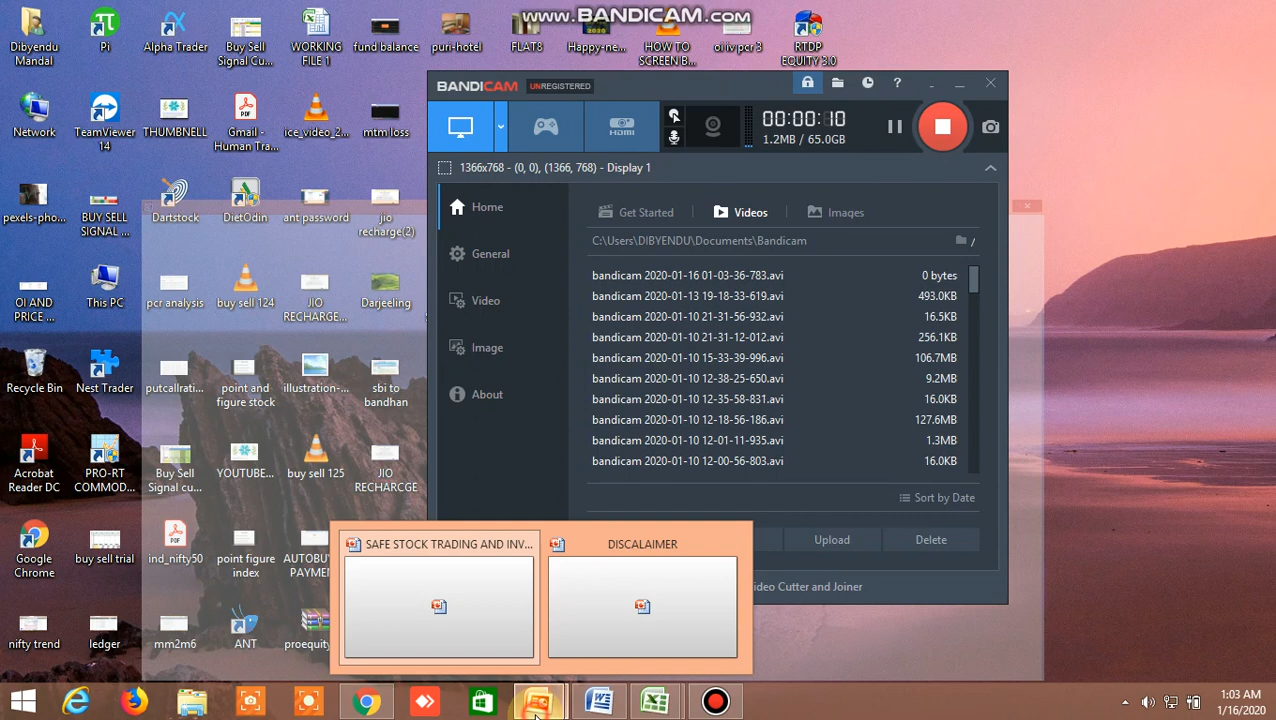 www.BANDICAM.com
Dibyendu
Mandal
Pi
Alpha Trader
Buy Sell
Signal Cu...
WORKING
FILE 1
fund balance
puri-hotel
FLAT8
Happy-ne...
HOW TO
SCREEN B...
RTDP
EQUITY 3.0
BANDICAM
UNREGISTERED
Network
TeamViewer
14
THUMBNELL
Gmail -
Human Tra...
ice_video_2...
mtm loss
HDMI
00:00:10
1.2MB / 65.0GB
1366x768 - (0, 0), (1366, 768) - Display 1
pexels-pho...
BUY SELL
SIGNAL ...
Dartstock
DietOdin
ant password
jio
recharge(2)
Home
General
Video
Image
About
Get Started
Videos
Images
C:\Users\DIBYENDU\Documents\Bandicam
/
bandicam 2020-01-16 01-03-36-783.avi 0 bytes
bandicam 2020-01-13 19-18-33-619.avi 493.0KB
bandicam 2020-01-10 21-31-56-932.avi 16.5KB
bandicam 2020-01-10 21-31-12-012.avi 256.1KB
bandicam 2020-01-10 15-33-39-996.avi 106.7MB
bandicam 2020-01-10 12-38-25-650.avi 9.2MB
bandicam 2020-01-10 12-35-58-831.avi 16.0KB
bandicam 2020-01-10 12-18-56-186.avi 127.6MB
bandicam 2020-01-10 12-01-11-935.avi 1.3MB
bandicam 2020-01-10 12-00-56-803.avi 16.0KB
Sort by Date
Upload
Delete
ideo Cutter and Joiner
OI AND
PRICE ...
This PC
pcr analysis
buy sell 124
JIO
RECHARGE...
Darjeeling
Recycle Bin
Nest Trader
putcallrati...
point and
figure stock
illustration-...
sbi to
bandhan
Acrobat
Reader DC
PRO-RT
COMMOD...
Buy Sell
Signal cu...
YOUTUBE...
buy sell 125
JIO
RECHARCGE
Google
Chrome
buy sell trial
ind_nifty50
point figure
index
AUTOBUY
PAYMEN
nifty trend
ledger
mm2m6
ANT
proequity
SAFE STOCK TRADING AND INV...
DISCALAIMER
1:03 AM
1/16/2020